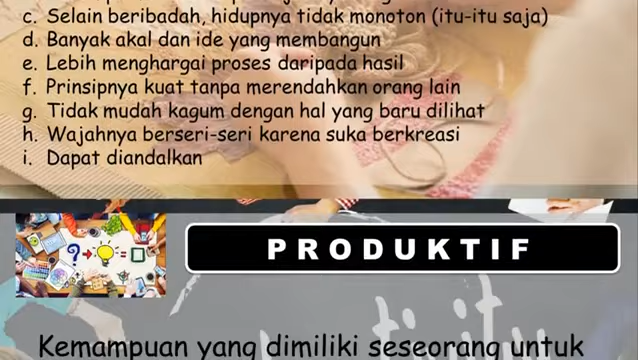 c. Selain beribadah, hidupnya tidak monoton (itu-itu saja)
d. Banyak akal dan ide yang membangun
e. Lebih menghargai proses daripada hasil
f. Prinsipnya kuat tanpa merendahkan orang lain
g. Tidak mudah kagum dengan hal yang baru dilihat
h. Wajahnya berseri-seri karena suka berkreasi
i. Dapat diandalkan
PRODUKTIF
Kemampuan yang dimiliki seseorang untuk